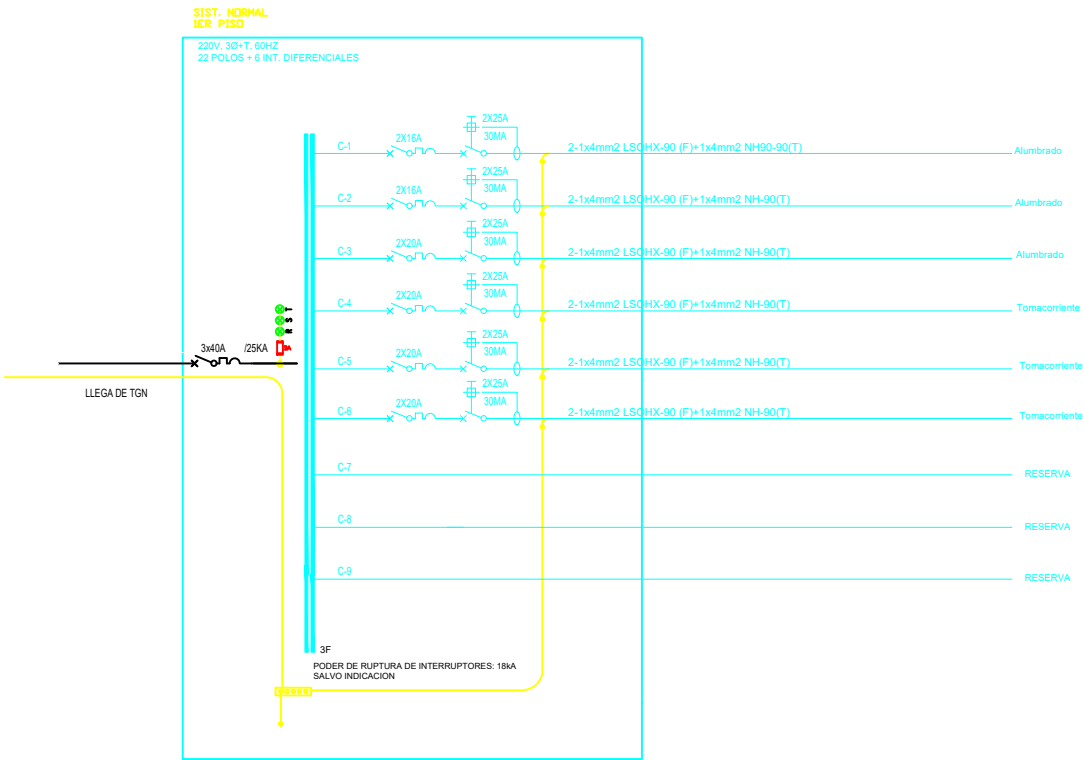 SIST. NORMAL
1ER PISO
220V, 3Ø+T, 60HZ
22 POLOS + 6 INT. DIFERENCIALES
C-1
2X16A
2X25A
30MA
2-1x4mm2 LSOHX-90 (F)+1x4mm2 NH90-90(T)
Alumbrado
C-2
2X16A
2X25A
30MA
2-1x4mm2 LSOHX-90 (F)+1x4mm2 NH-90(T)
Alumbrado
C-3
2X20A
2X25A
30MA
2-1x4mm2 LSOHX-90 (F)+1x4mm2 NH-90(T)
Alumbrado
C-4
2X20A
2X25A
30MA
2-1x4mm2 LSOHX-90 (F)+1x4mm2 NH-90(T)
Tomacorriente
T
S
R
3x40A /25KA
LLEGA DE TGN
C-5
2X20A
2X25A
30MA
2-1x4mm2 LSOHX-90 (F)+1x4mm2 NH-90(T)
Tomacorriente
C-6
2X20A
2X25A
30MA
2-1x4mm2 LSOHX-90 (F)+1x4mm2 NH-90(T)
Tomacorriente
C-7
RESERVA
C-8
RESERVA
C-9
RESERVA
3F
PODER DE RUPTURA DE INTERRUPTORES: 18kA
SALVO INDICACION